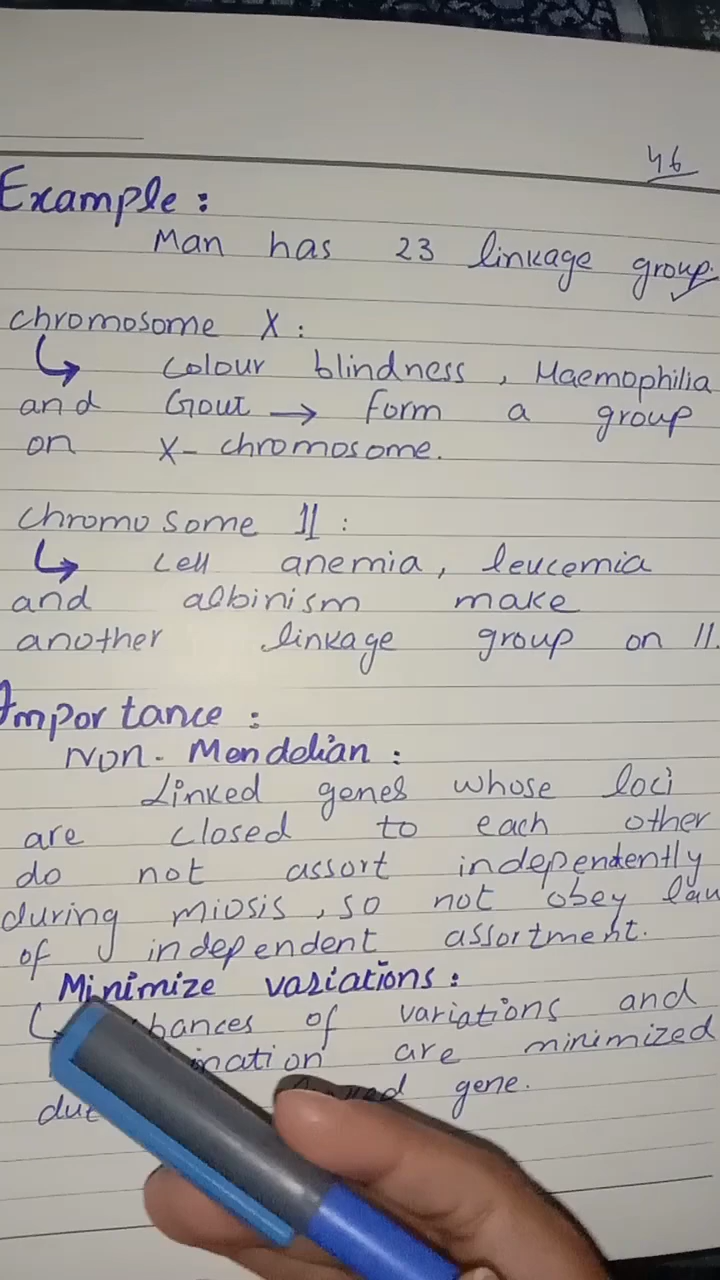 46
Example:
Man has 23 linkage group.
chromosome X:
↳ Colour blindness, Haemophilia
and Gout → form a group
on X- chromosome.
Chromosome 11:
↳ Cell anemia, leucemia
and albinism make
another linkage group on 11.
Importance:
Non-Mendelian:
Linked genes whose loci
are closed to each other
do not assort independently
during miosis, so not obey law
of independent assortment.
Minimize variations:
of variations and
are minimized
gene.